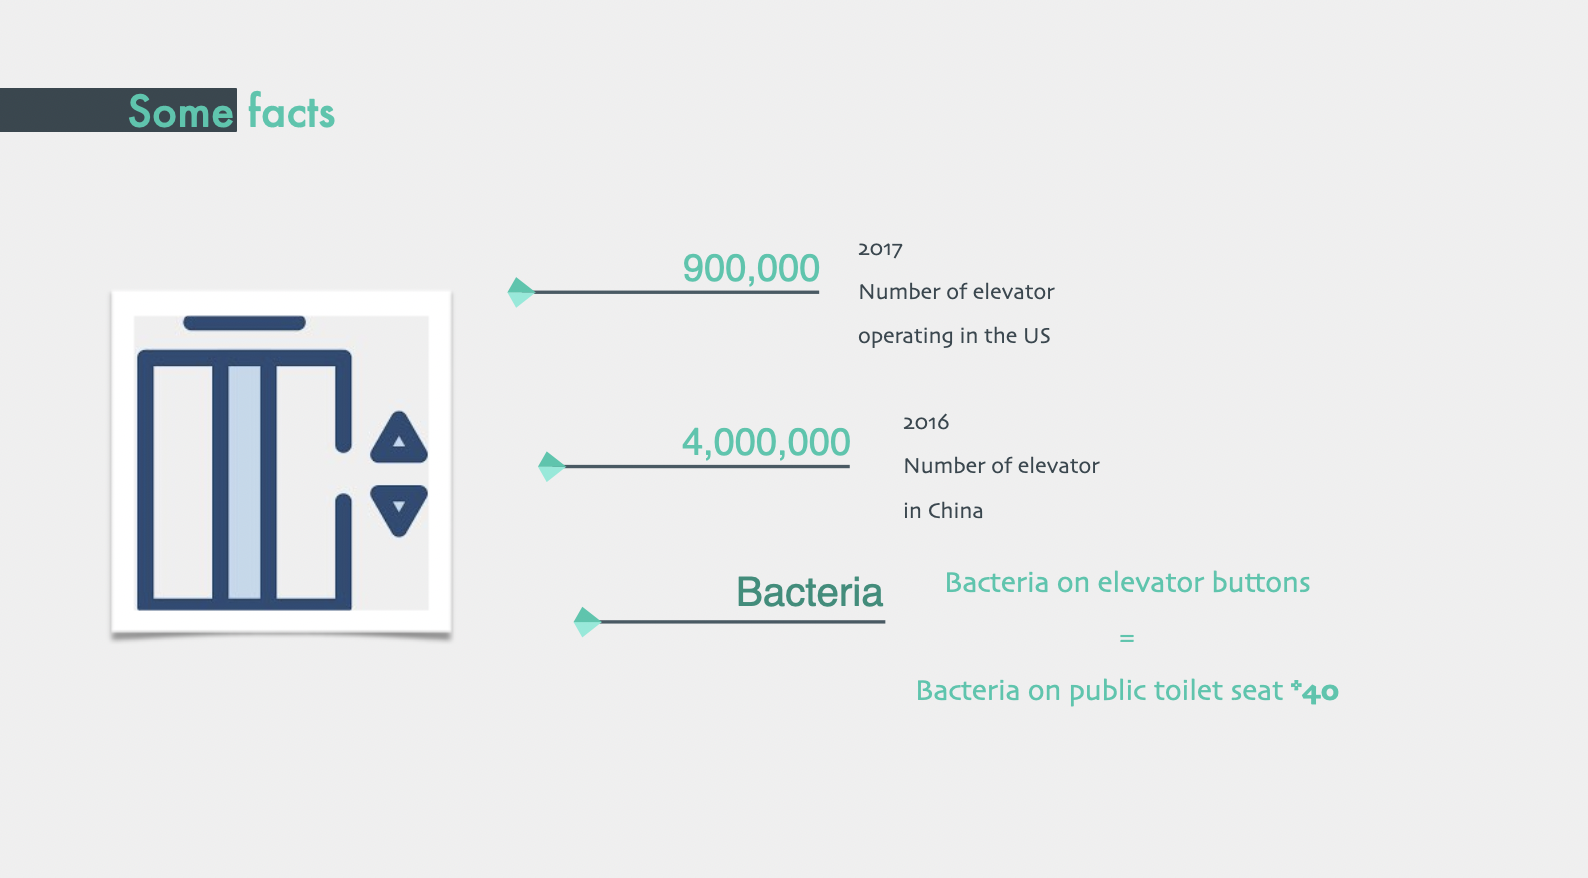 Some facts
900,000
2017
Number of elevator
operating in the US
4,000,000
2016
Number of elevator
in China
Bacteria
Bacteria on elevator buttons
=
Bacteria on public toilet seat *40